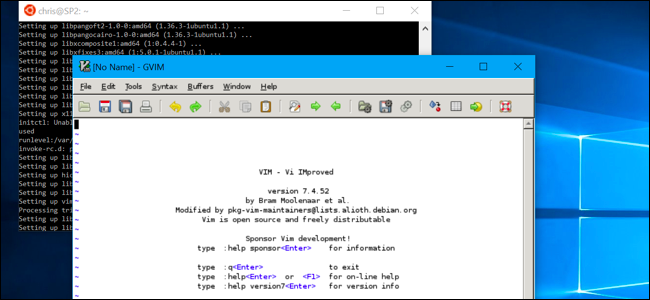 chris@SP2: ~
Setting up libpangoft2-1.0-0:amd64 (1.36.3-1ubuntu1.1) ...
Setting up libpangocairo-1.0-0:amd64 (1.36.3-1ubuntu1.1) ...
Setting up libxcomposite1:amd64 (1:0.4.4-1) ...
Setting up libxfixes3:amd64 (1:5.0.1-1ubuntu1.1) ...
Setting up lib
Setting up lib
Setting up lib
Setting up lib
Setting up lib
Setting up x11
initctl: Unabl
used
runlevel:/var/
invoke-rc.d: p
Setting up lib
Setting up lib
Setting up hic
Setting up lib
Setting up lib
Setting up vim
Processing tri
Setting up lib
Setting up lib
[No Name] - GVIM
File Edit Tools Syntax Buffers Window Help
~
~
~
~
~ VIM - Vi IMproved
~
~ version 7.4.52
~ by Bram Moolenaar et al.
~ Modified by pkg-vim-maintainers@lists.alioth.debian.org
~ Vim is open source and freely distributable
~
~ Sponsor Vim development!
~ type :help sponsor<Enter> for information
~
~ type :q<Enter> to exit
~ type :help<Enter> or <F1> for on-line help
~ type :help version7<Enter> for version info